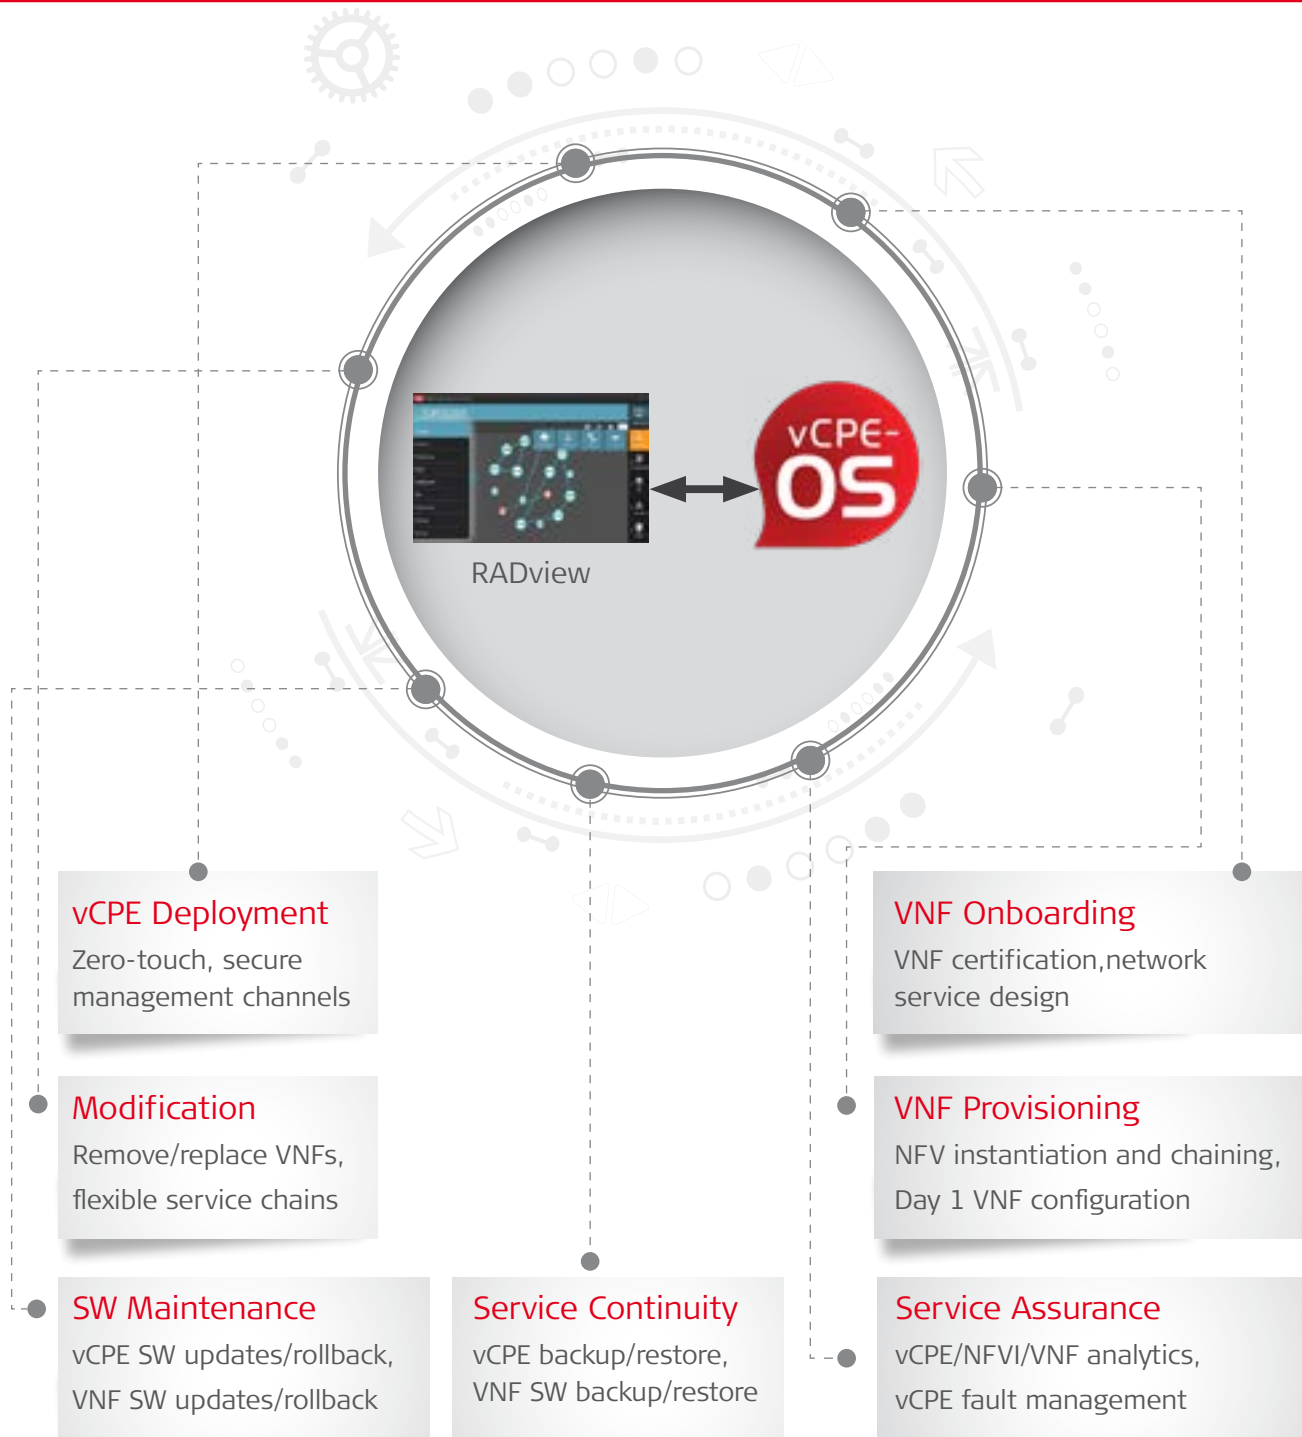 vCPE-
OS
RADview
vCPE Deployment
Zero-touch, secure
management channels
VNF Onboarding
VNF certification,network
service design
Modification
Remove/replace VNFs,
flexible service chains
VNF Provisioning
NFV instantiation and chaining,
Day 1 VNF configuration
SW Maintenance
vCPE SW updates/rollback,
VNF SW updates/rollback
Service Continuity
vCPE backup/restore,
VNF SW backup/restore
Service Assurance
vCPE/NFVI/VNF analytics,
vCPE fault management